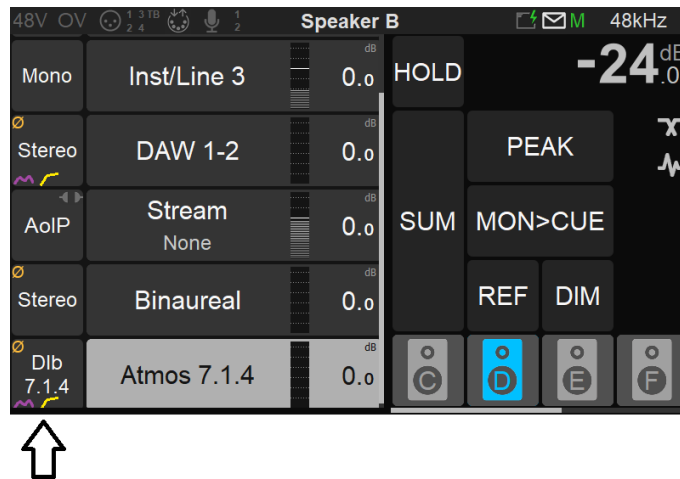 48V OV 1 3 TB 2 4 1 2 Speaker B M 48kHz
Mono Inst/Line 3 dB 0.0 HOLD -24.0 dB
Ø Stereo DAW 1-2 dB 0.0 PEAK
AoIP Stream None dB 0.0 SUM MON>CUE
Ø Stereo Binaureal dB 0.0 REF DIM
Ø Dlb 7.1.4 Atmos 7.1.4 dB 0.0 C D E F